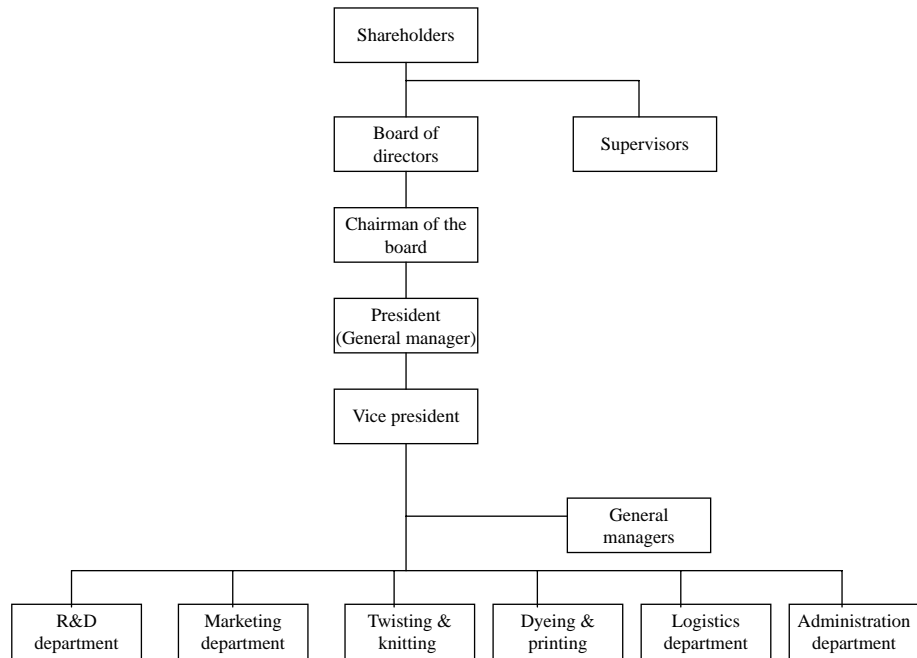 Shareholders
Board of
directors
Supervisors
Chairman of the
board
President
(General manager)
Vice president
General
managers
R&D
department
Marketing
department
Twisting &
knitting
Dyeing &
printing
Logistics
department
Administration
department